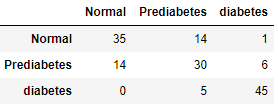 Normal Prediabetes diabetes
Normal 35 14 1
Prediabetes 14 30 6
diabetes 0 5 45